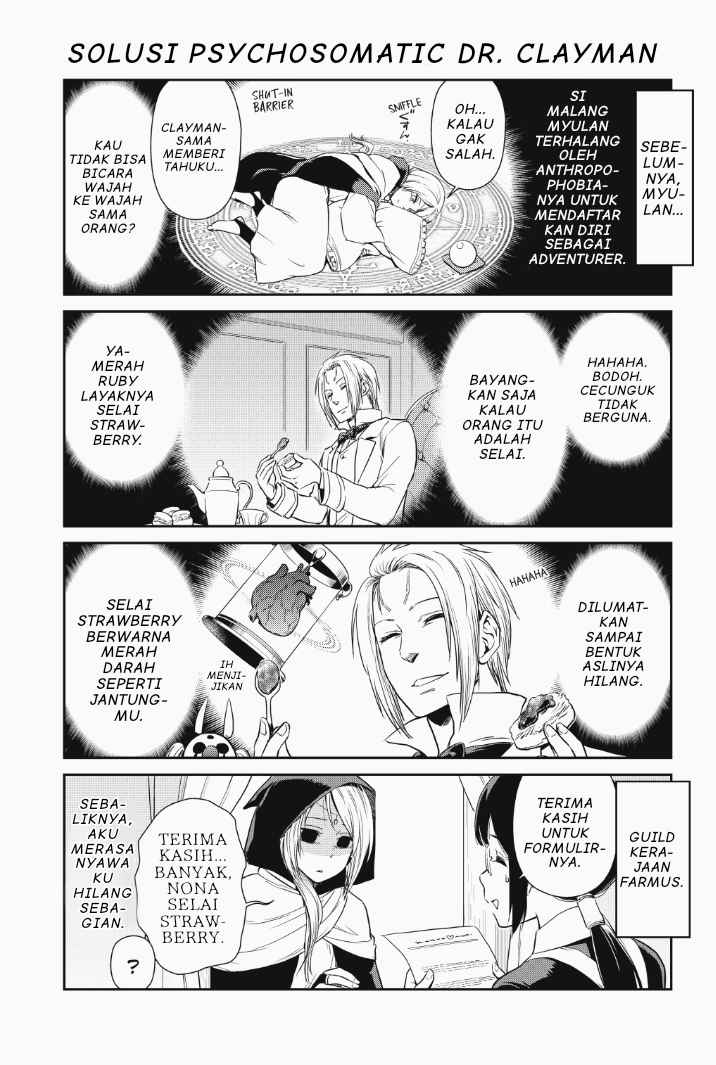 SOLUSI PSYCHOSOMATIC DR. CLAYMAN
SEBE-
LUM-
NYA,
MYU-
LAN...
SI
MALANG
MYULAN
TERHALANG
OLEH
ANTHROPO-
PHOBIA-
NYA UNTUK
MENDAFTAR
KAN DIRI
SEBAGAI
ADVENTURER.
OH...
KALAU
GAK
SALAH.
SNIFFLE
ぐすん
SHUT-IN
BARRIER
CLAYMAN-
SAMA
MEMBERI
TAHUKU...
KAU
TIDAK BISA
BICARA
WAJAH
KE WAJAH
SAMA
ORANG?
HAHAHA.
BODOH.
CECUNGUK
TIDAK
BERGUNA.
BAYANG-
KAN SAJA
KALAU
ORANG ITU
ADALAH
SELAI.
YA-
MERAH
RUBY
LAYAKNYA
SELAI
STRAW-
BERRY.
DILUMAT-
KAN
SAMPAI
BENTUK
ASLINYA
HILANG.
HAHAHA
IH
MENJI-
JIKAN
SELAI
STRAWBERRY
BERWARNA
MERAH
DARAH
SEPERTI
JANTUNG-
MU.
GUILD
KERA-
JAAN
FARMUS.
TERIMA
KASIH
UNTUK
FORMULIR-
NYA.
TERIMA
KASIH...
BANYAK,
NONA
SELAI
STRAW-
BERRY.
SEBA-
LIKNYA,
AKU
MERASA
NYAWA
KU
HILANG
SEBA-
GIAN.
?